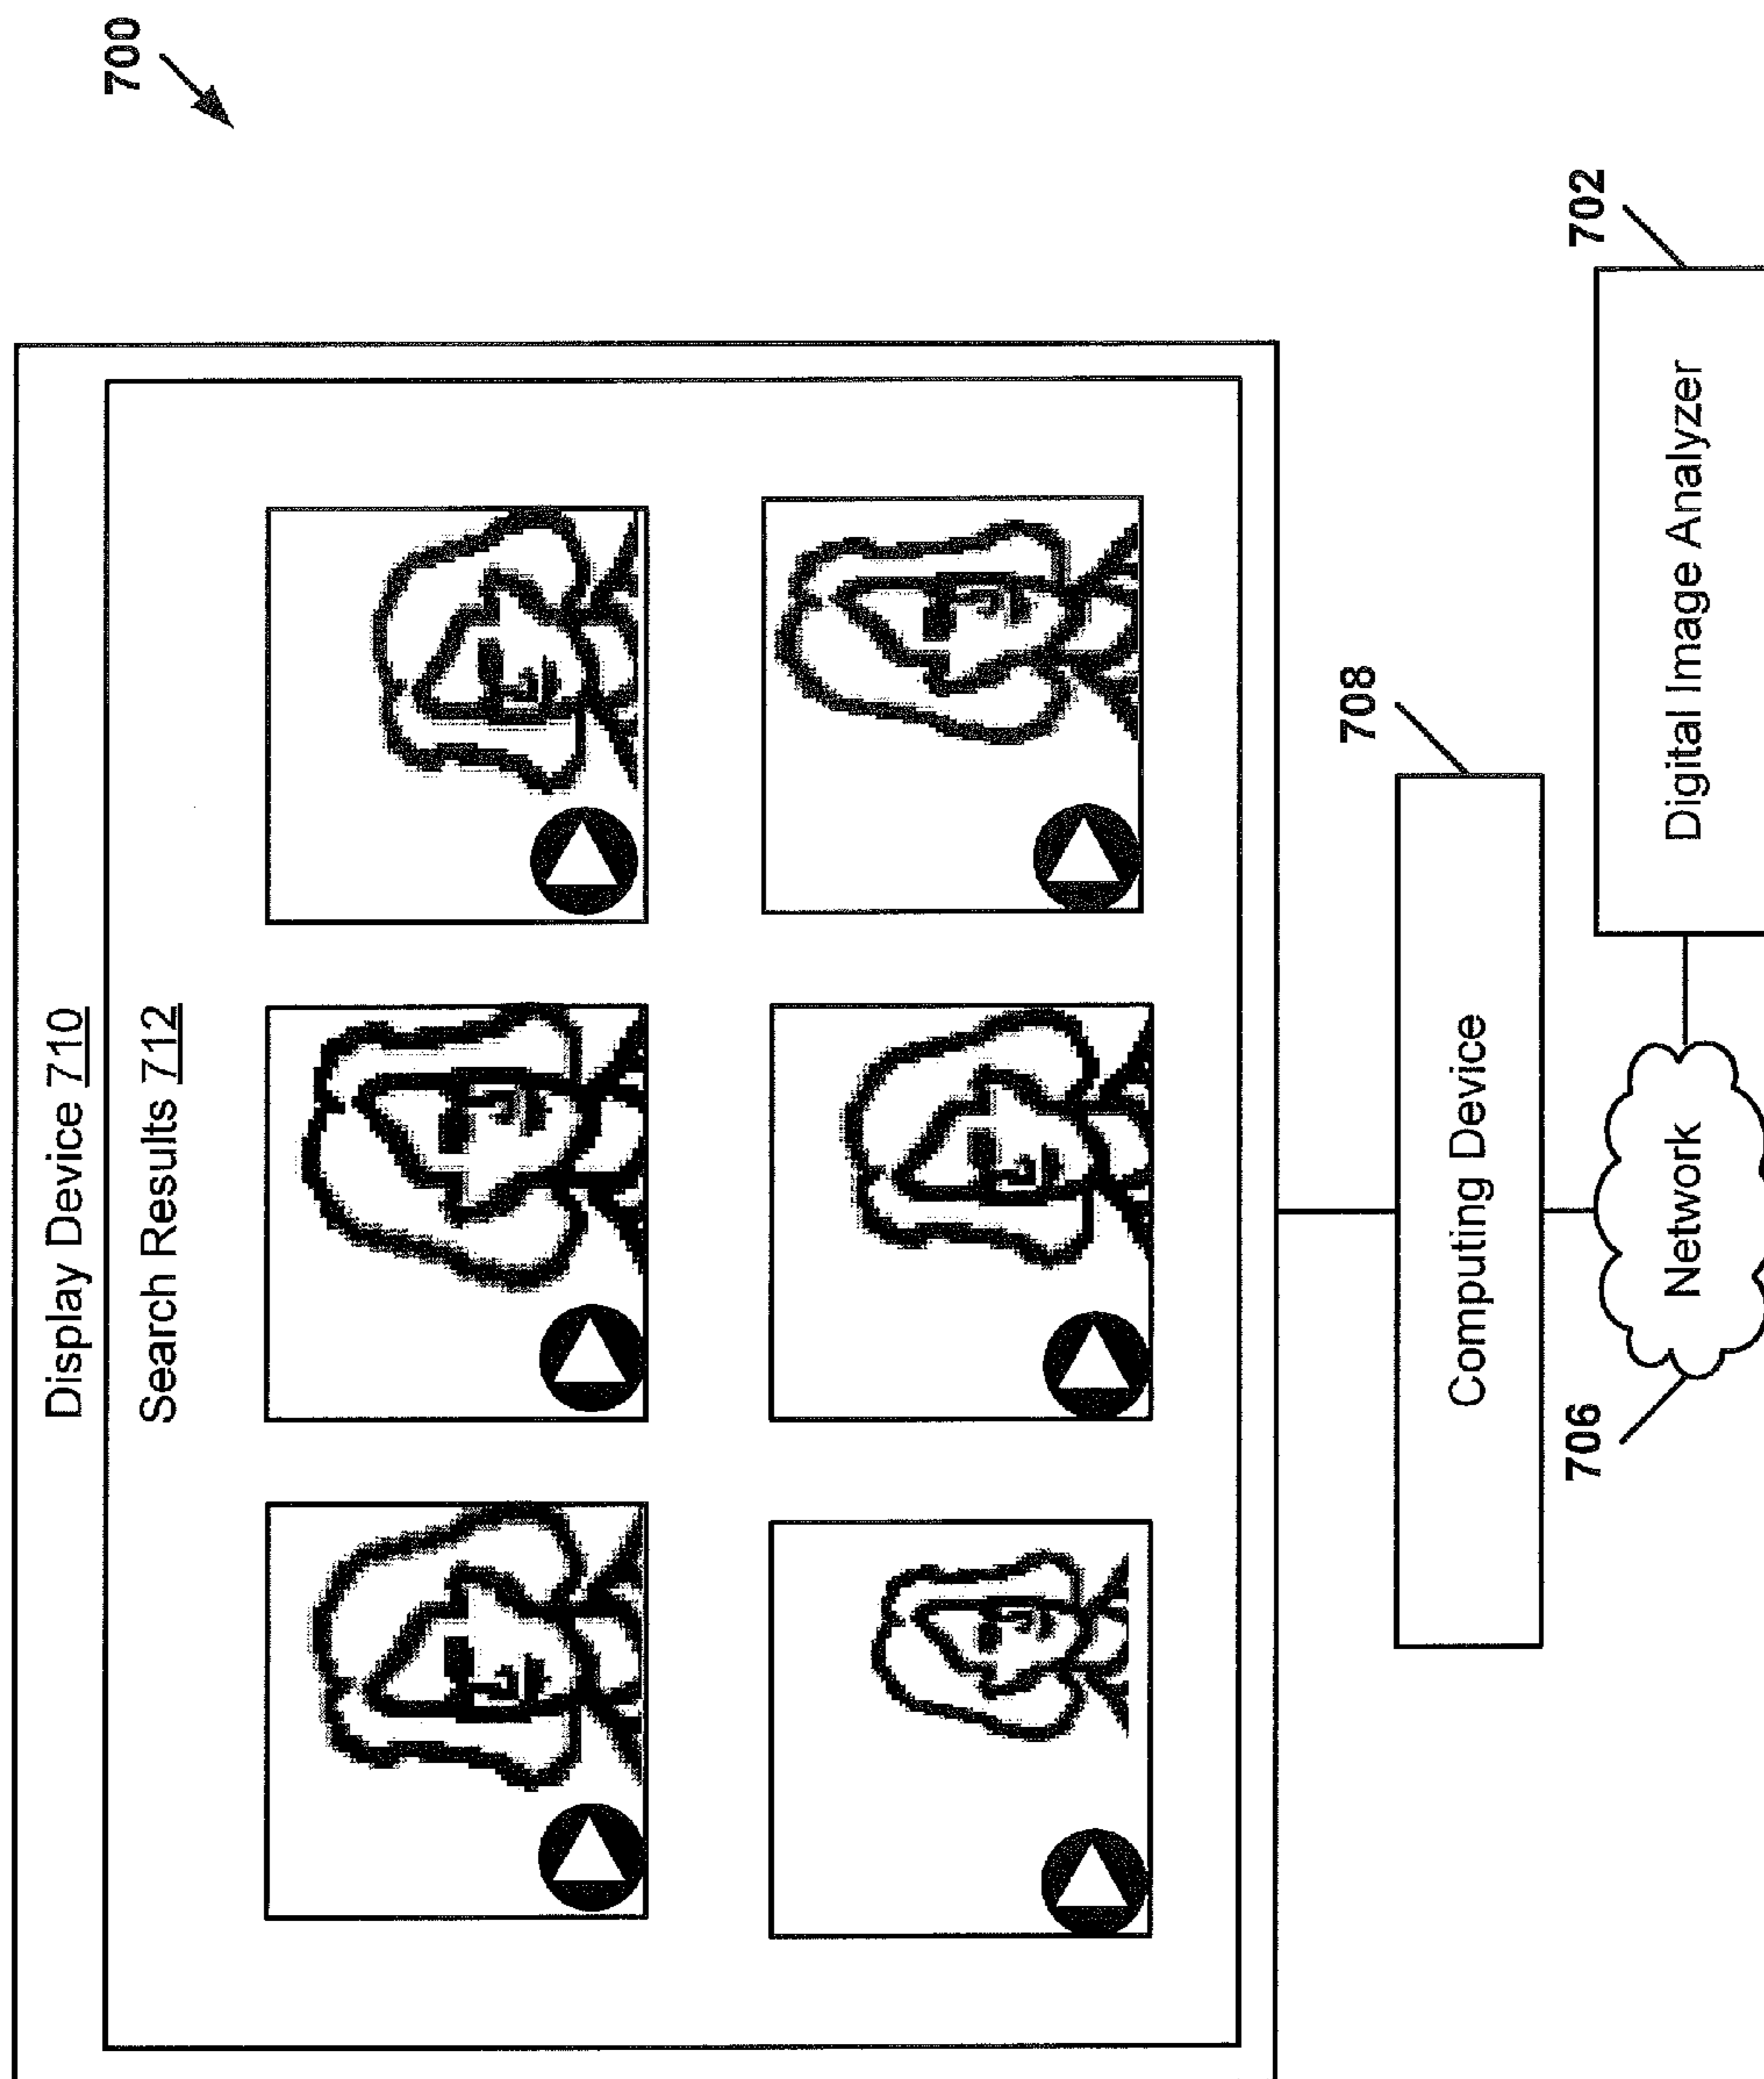 700
Display Device 710
Search Results 712
708
Computing Device
702
Digital Image Analyzer
706
Network